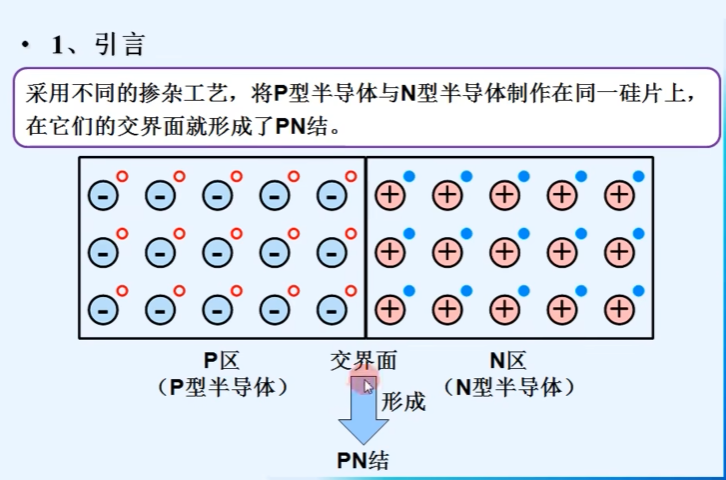 • 1、引言
采用不同的掺杂工艺，将P型半导体与N型半导体制作在同一硅片上，
在它们的交界面就形成了PN结。
- - - - - + + + + +
- - - - - + + + + +
- - - - - + + + + +
P区 交界面 N区
（P型半导体） （N型半导体）
形成
PN结